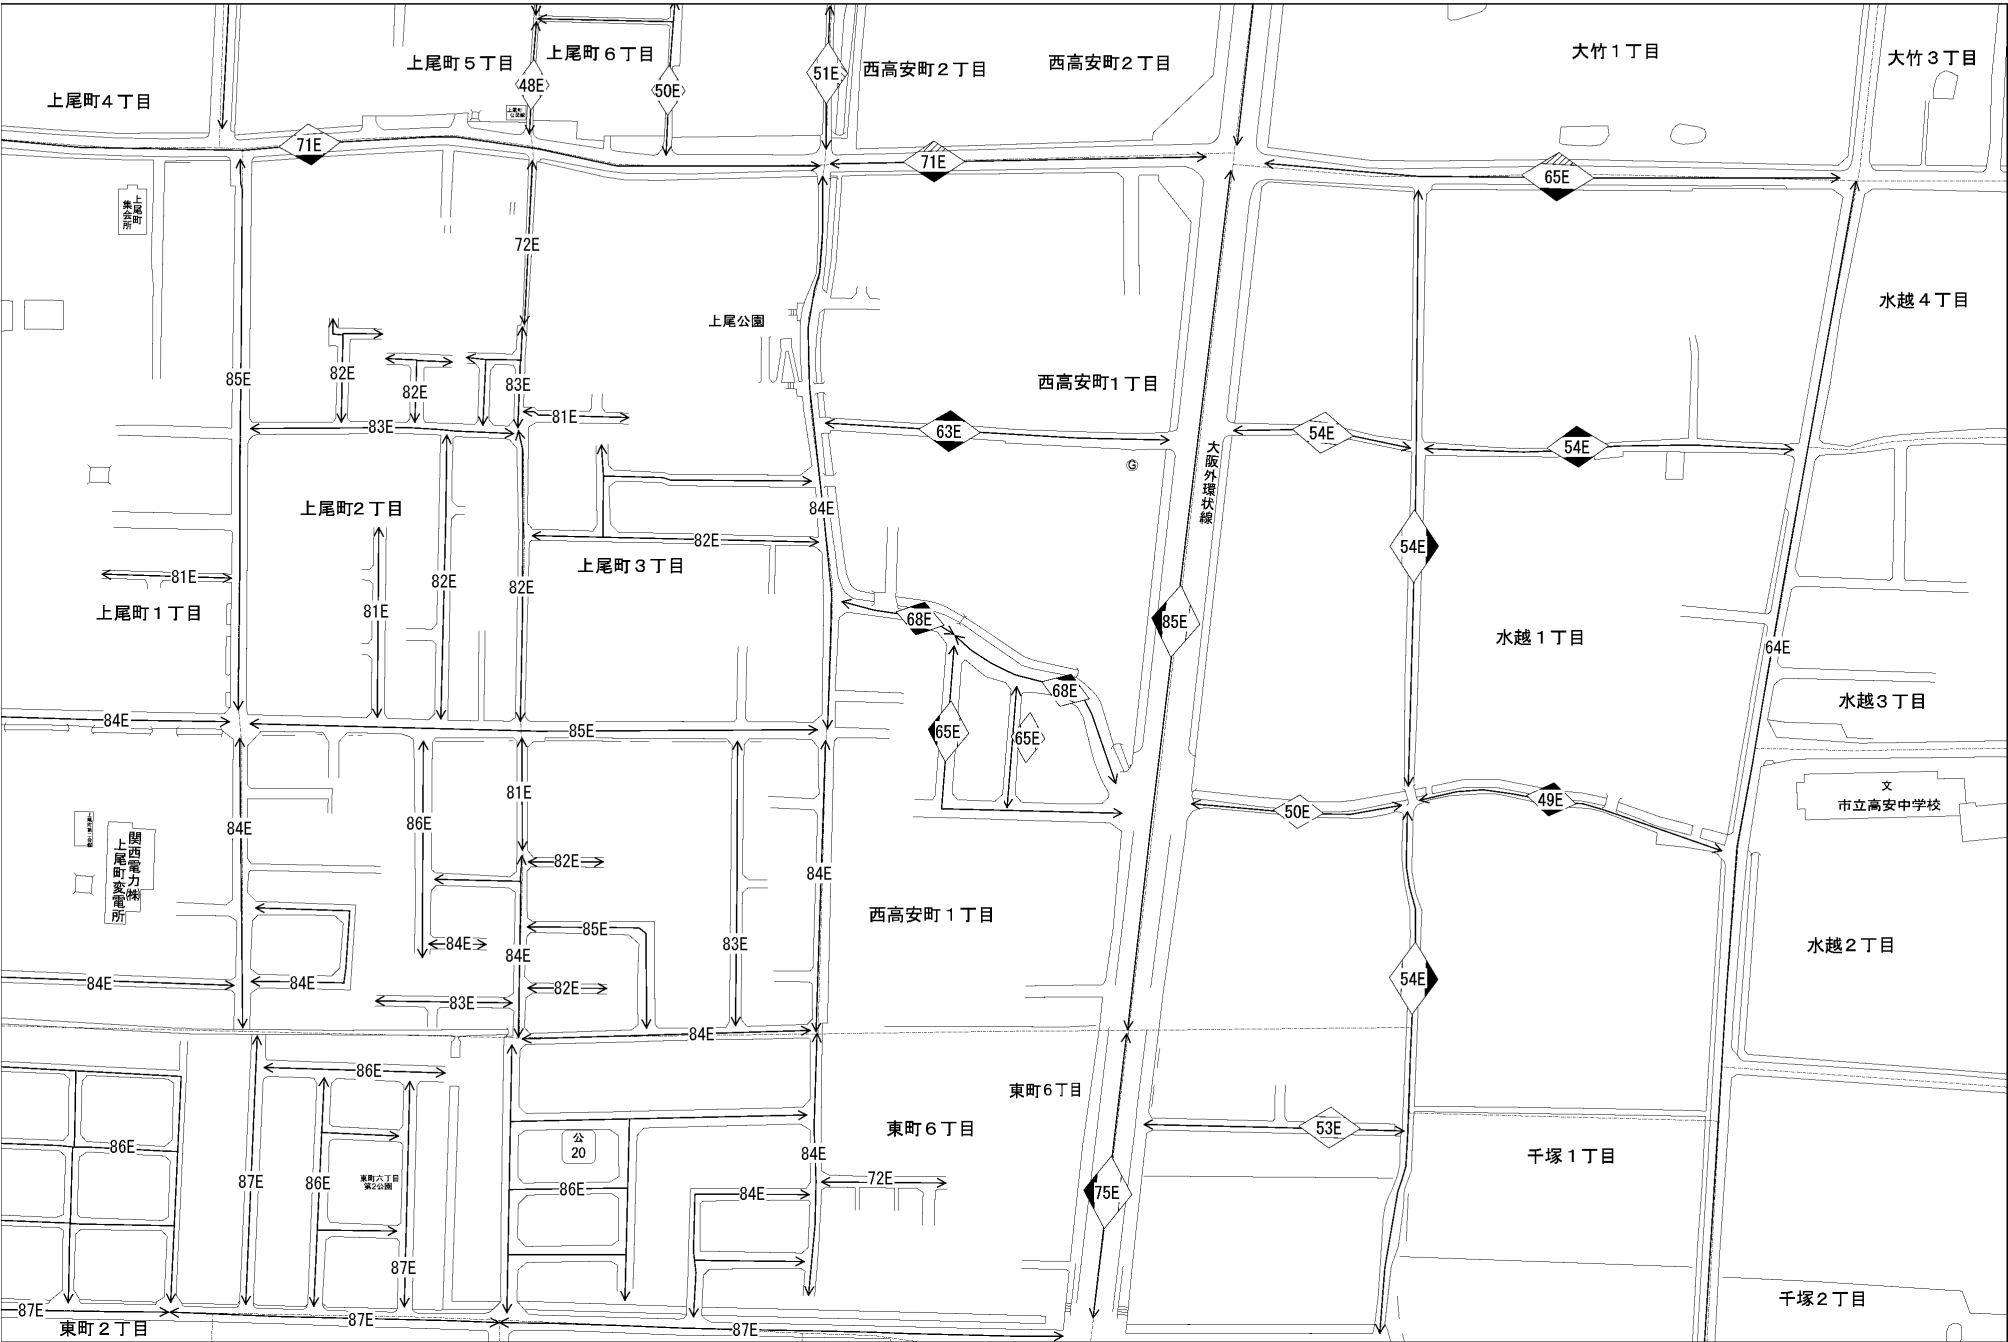 上尾町５丁目
上尾町６丁目
西高安町２丁目
西高安町２丁目
大竹１丁目
大竹３丁目
上尾町４丁目
48E
50E
51E
71E
71E
65E
上尾町
集会所
72E
水越４丁目
上尾公園
85E
82E
82E
83E
西高安町１丁目
81E
83E
63E
54E
54E
大阪外環状線
G
上尾町２丁目
84E
82E
54E
上尾町３丁目
81E
82E
82E
81E
上尾町１丁目
68E
85E
水越１丁目
64E
68E
水越３丁目
84E
85E
65E
65E
81E
文
市立高安中学校
50E
49E
84E
86E
関西電力㈱
上尾町変電所
82E
84E
西高安町１丁目
85E
84E
83E
84E
水越２丁目
84E
84E
82E
54E
83E
84E
86E
東町６丁目
東町６丁目
53E
公
20
86E
84E
千塚１丁目
87E
86E
東町六丁目
第2公園
86E
84E
72E
75E
87E
千塚２丁目
87E
87E
87E
東町２丁目